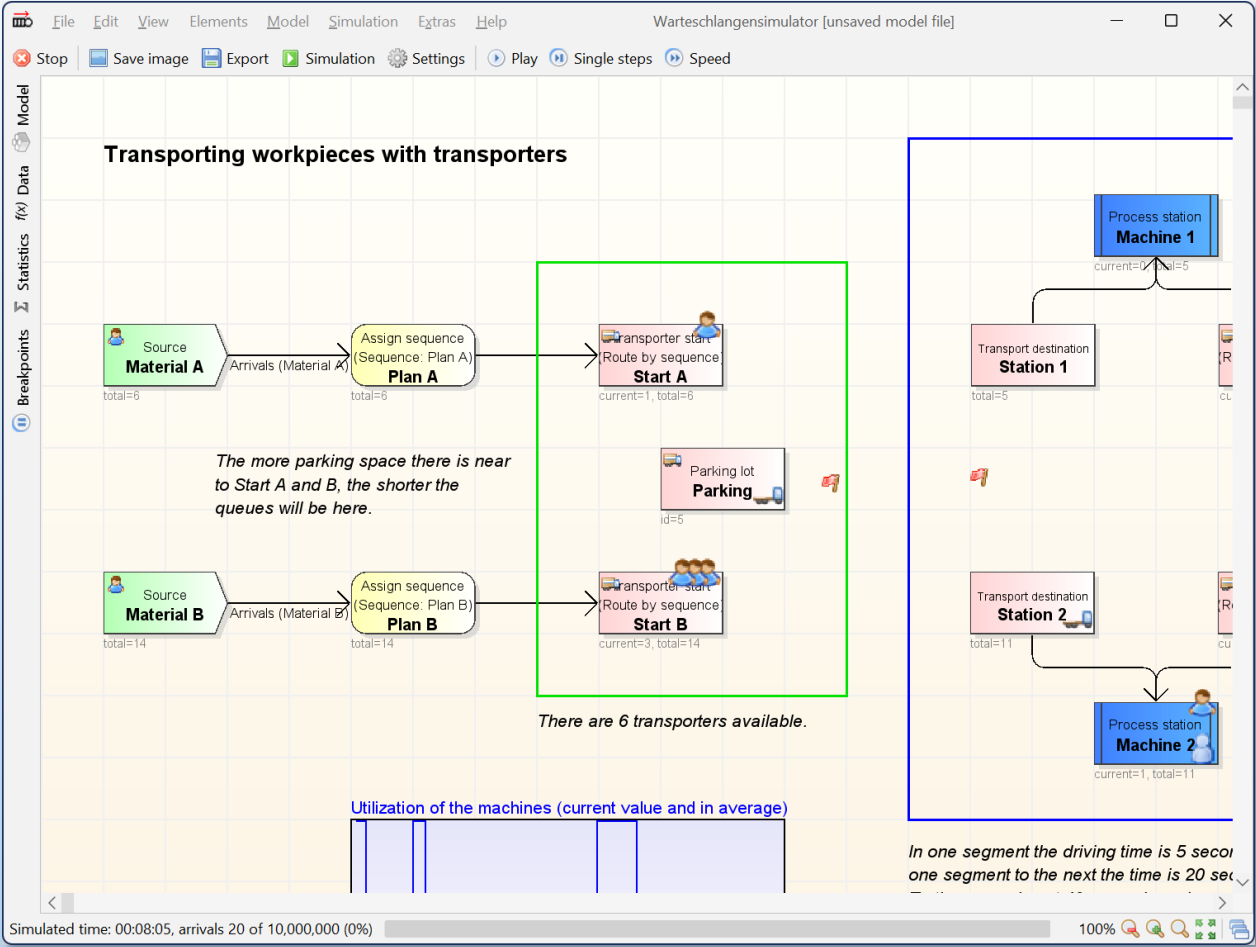 File Edit View Elements Model Simulation Extras Help Warteschlangensimulator [unsaved model file]
Stop Save image Export Simulation Settings Play Single steps Speed
Model
Data
f(x)
Statistics
Σ
Breakpoints
Transporting workpieces with transporters
Process station
Machine 1
current=0, total=5
Source
Material A
total=6
Arrivals (Material A)
Assign sequence
(Sequence: Plan A)
Plan A
total=6
Transporter start
(Route by sequence)
Start A
current=1, total=6
Transport destination
Station 1
total=5
(R
cu
The more parking space there is near
to Start A and B, the shorter the
queues will be here.
Parking lot
Parking
id=5
Source
Material B
total=14
Arrivals (Material B)
Assign sequence
(Sequence: Plan B)
Plan B
total=14
Transporter start
(Route by sequence)
Start B
current=3, total=14
Transport destination
Station 2
total=11
(R
cu
There are 6 transporters available.
Process station
Machine 2
current=1, total=11
Utilization of the machines (current value and in average)
In one segment the driving time is 5 secon
one segment to the next the time is 20 sec
Simulated time: 00:08:05, arrivals 20 of 10,000,000 (0%) 100%